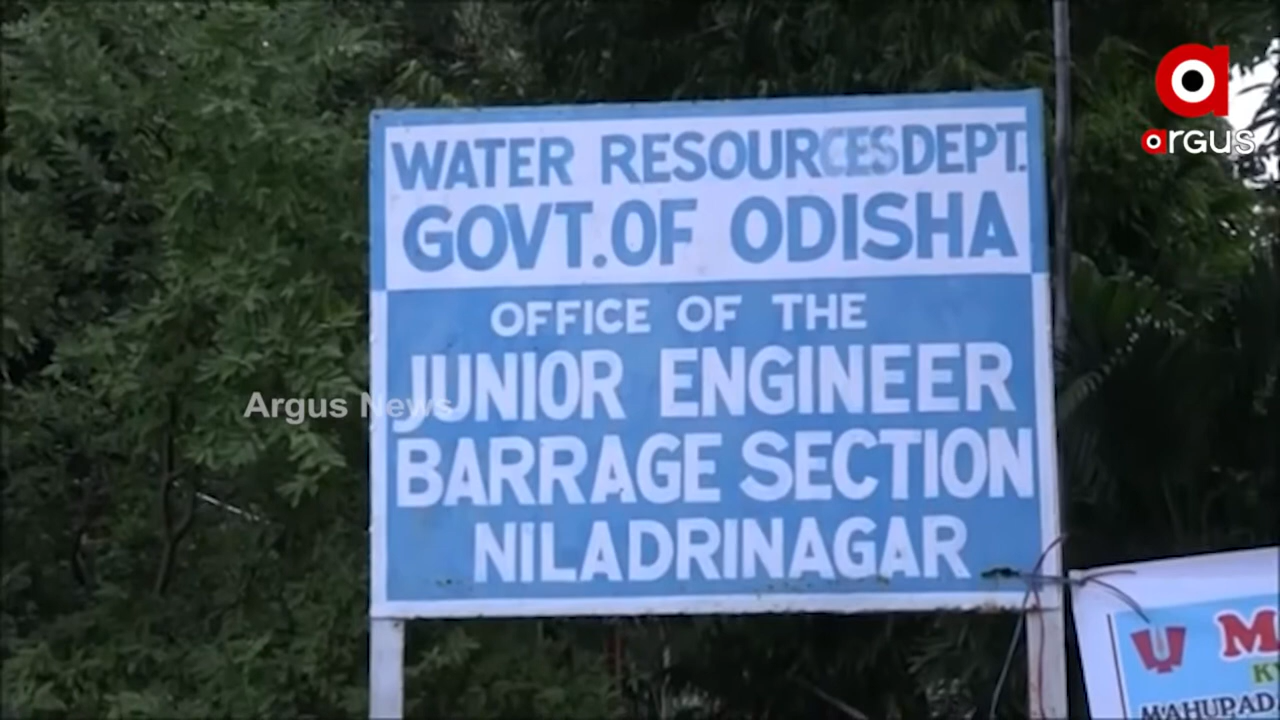 WATER RESOURCES DEPT.
GOVT. OF ODISHA
OFFICE OF THE
JUNIOR ENGINEER
BARRAGE SECTION
NILADRINAGAR
Argus News
argus